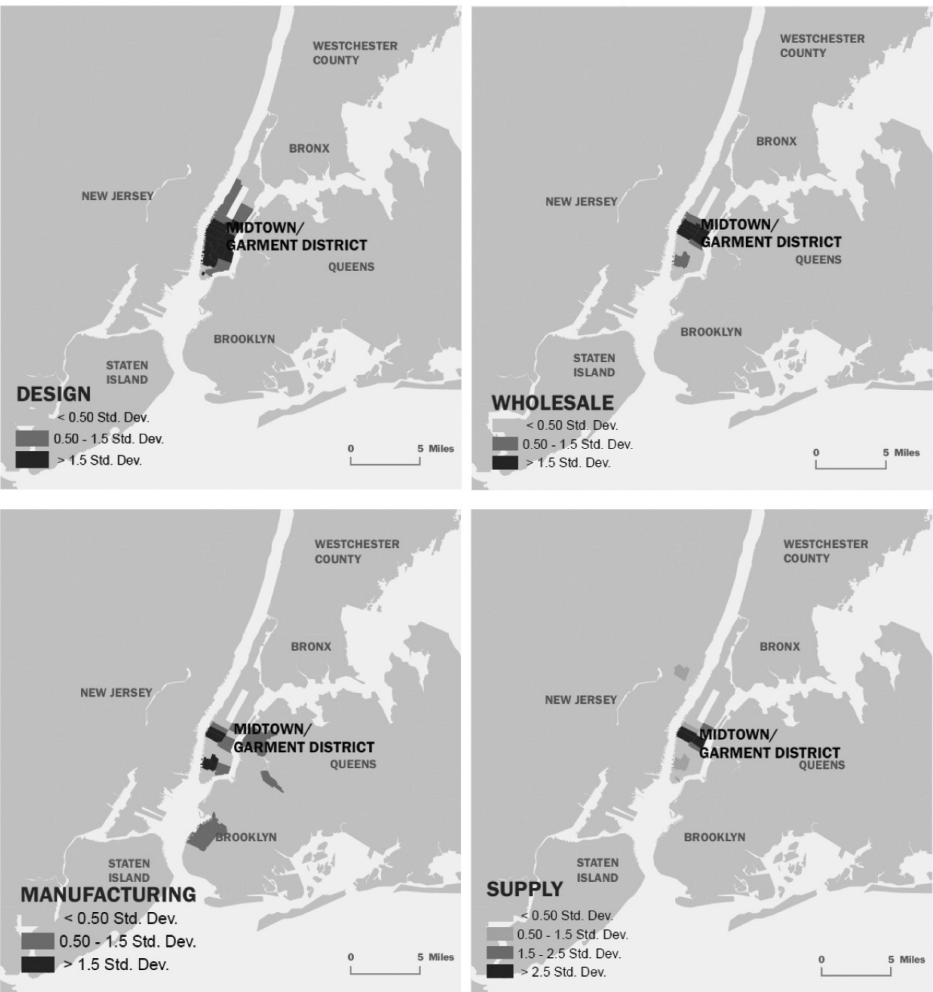 WESTCHESTER
COUNTY
BRONX
NEW JERSEY
MIDTOWN/
GARMENT DISTRICT
QUEENS
BROOKLYN
STATEN
ISLAND
DESIGN
< 0.50 Std. Dev.
0.50 - 1.5 Std. Dev.
> 1.5 Std. Dev.
0 5 Miles
WESTCHESTER
COUNTY
BRONX
NEW JERSEY
MIDTOWN/
GARMENT DISTRICT
QUEENS
BROOKLYN
STATEN
ISLAND
WHOLESALE
< 0.50 Std. Dev.
0.50 - 1.5 Std. Dev.
> 1.5 Std. Dev.
0 5 Miles
WESTCHESTER
COUNTY
BRONX
NEW JERSEY
MIDTOWN/
GARMENT DISTRICT
QUEENS
BROOKLYN
STATEN
ISLAND
MANUFACTURING
< 0.50 Std. Dev.
0.50 - 1.5 Std. Dev.
> 1.5 Std. Dev.
0 5 Miles
WESTCHESTER
COUNTY
BRONX
NEW JERSEY
MIDTOWN/
GARMENT DISTRICT
QUEENS
BROOKLYN
STATEN
ISLAND
SUPPLY
< 0.50 Std. Dev.
0.50 - 1.5 Std. Dev.
1.5 - 2.5 Std. Dev.
> 2.5 Std. Dev.
0 5 Miles